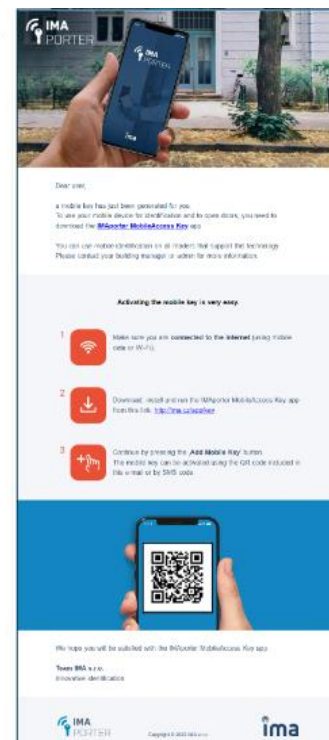 IMA
PORTER
ima
Dear user,
a mobile key has just been generated for you.
To use your mobile device for identification and to open doors, you need to
download the IMAporter MobileAccess Key app
You can use mobile identification on all readers that support the technology.
Please contact your building manager or admin for more information.
Activating the mobile key is very easy.
1
Make sure you are connected to the internet (using mobile
data or Wi-Fi).
2
Download, install and run the IMAporter MobileAccess Key app
from this link: http://ima.cz/appkey
3
Continue by pressing the „Add Mobile Key" button.
The mobile key can be activated using the QR code included in
this e-mail or by SMS code
We hope you will be satisfied with the IMAporter MobileAccess Key app
Team IMA s.r.o.
Innovative identification
IMA
PORTER
Copyright © 2022 IMA s.r.o.
ima